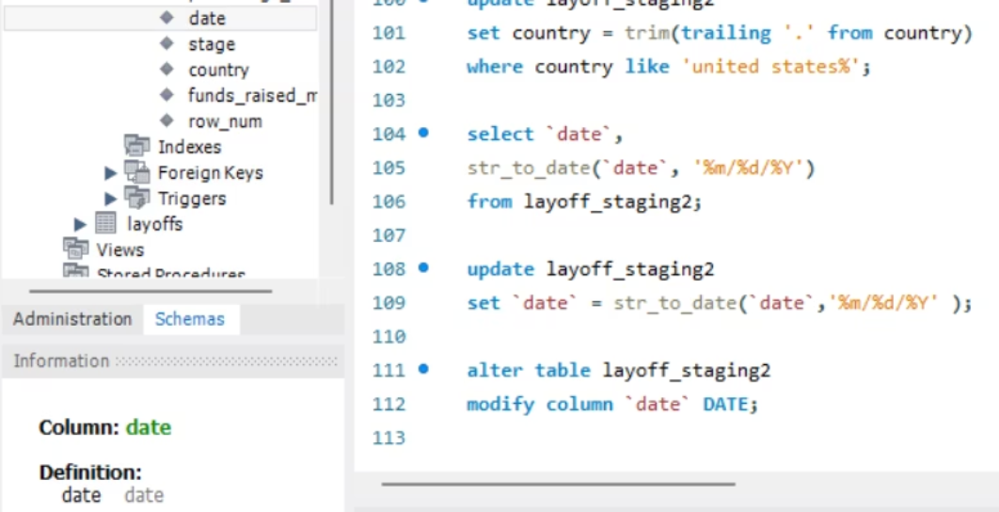 date
stage
country
funds_raised_m
row_num
Indexes
Foreign Keys
Triggers
layoffs
Views
Stored Procedures
Administration Schemas
Information
Column: date
Definition:
date date
100 update layoff_staging2
101 set country = trim(trailing '.' from country)
102 where country like 'united states%';
103
104 select `date`,
105 str_to_date(`date`, '%m/%d/%Y')
106 from layoff_staging2;
107
108 update layoff_staging2
109 set `date` = str_to_date(`date`,'%m/%d/%Y' );
110
111 alter table layoff_staging2
112 modify column `date` DATE;
113